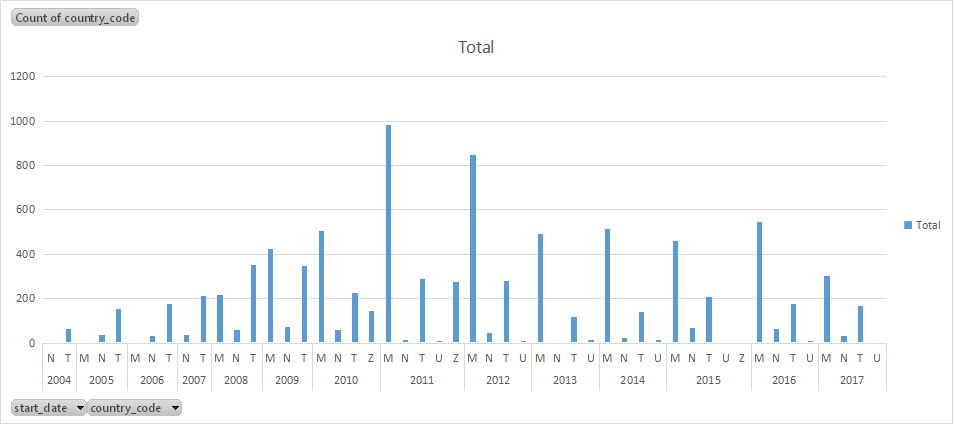 Count of country_code
Total
1200
1000
800
600
400
200
0
Total
N T M N T M N T N T M N T M N T M N T Z M N T U Z M N T U M N T U M N T U M N T U Z M N T U M N T U
2004 2005 2006 2007 2008 2009 2010 2011 2012 2013 2014 2015 2016 2017
start_date country_code